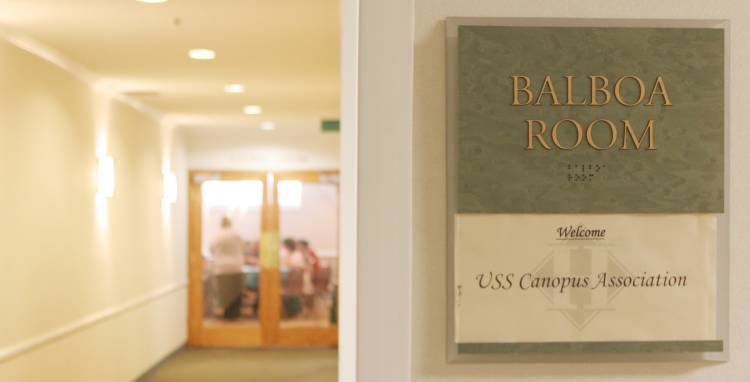 BALBOA
ROOM
⠃⠁⠇⠃⠕⠁
⠗⠕⠕⠍
Welcome
USS Canopus Association